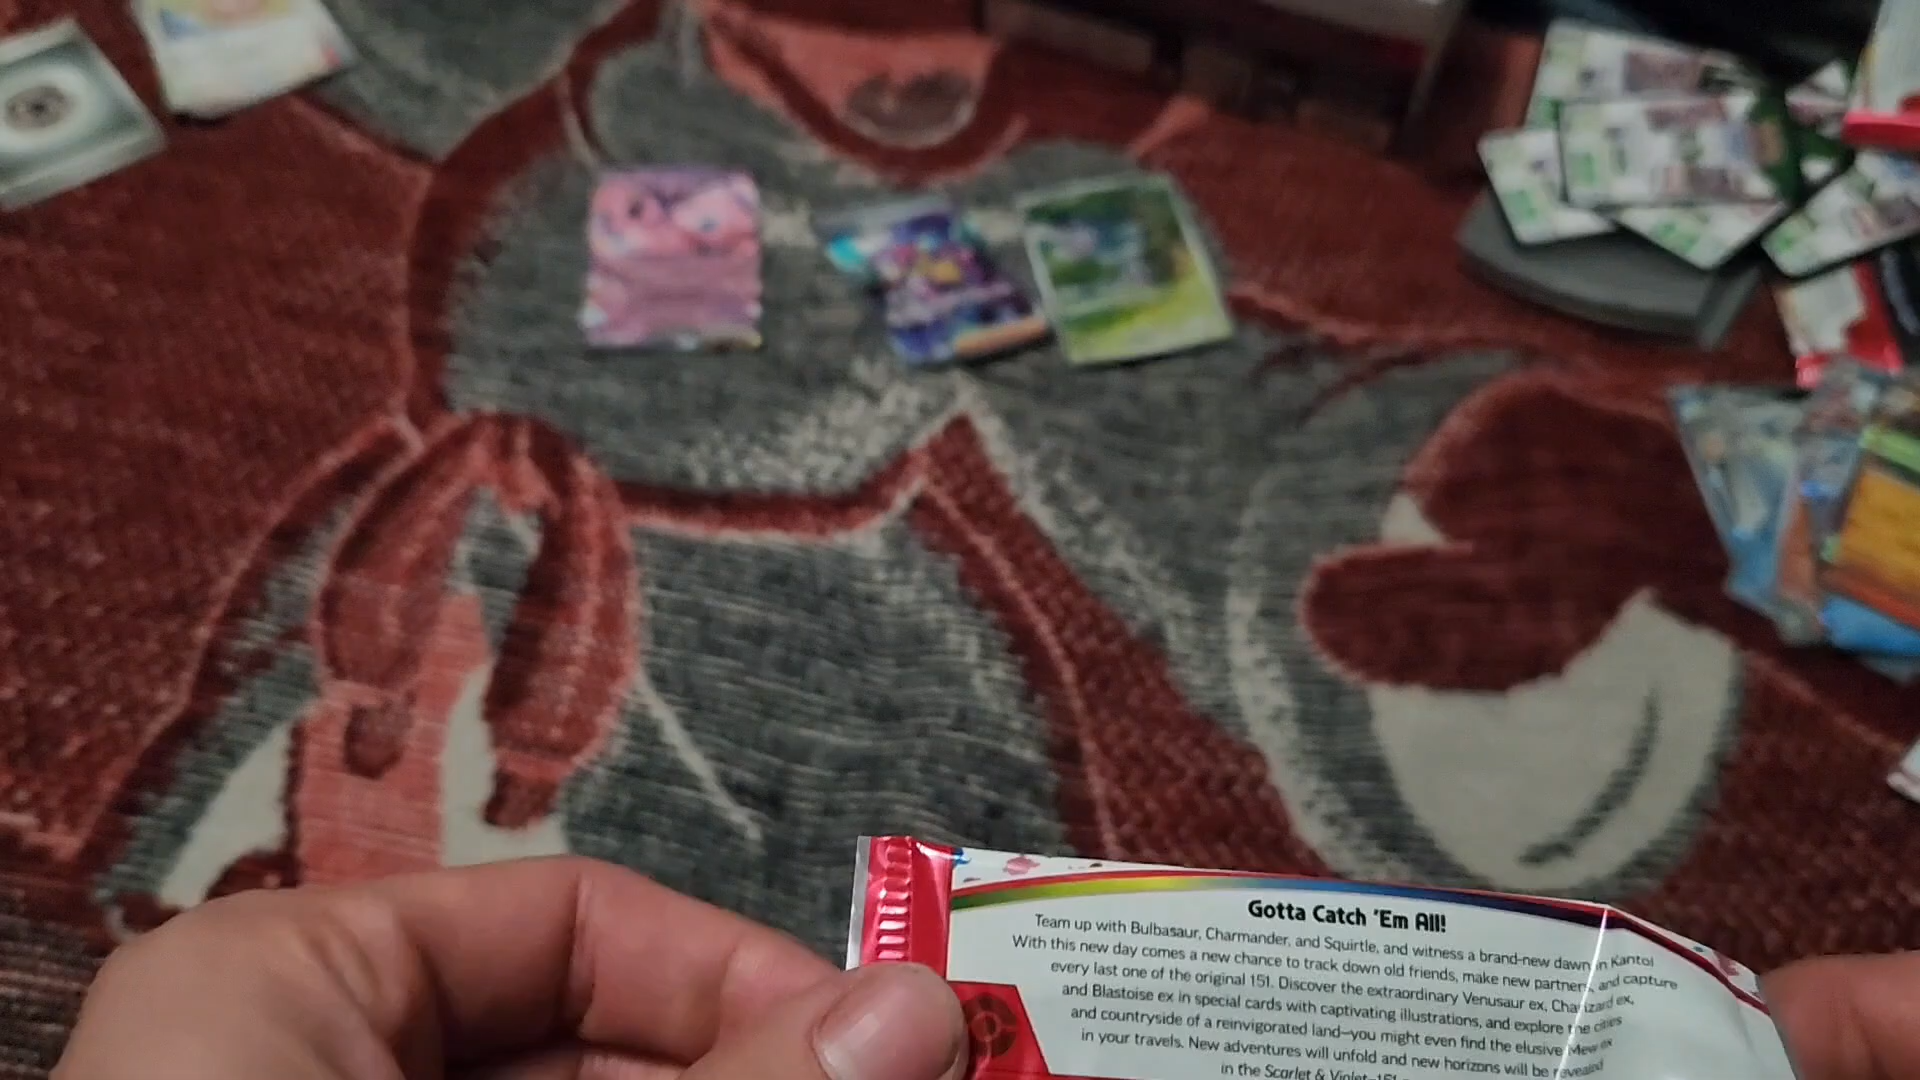 Gotta Catch 'Em All!
Team up with Bulbasaur, Charmander, and Squirtle, and witness a brand-new dawn in Kanto!
With this new day comes a new chance to track down old friends, make new partners, and capture
every last one of the original 151. Discover the extraordinary Venusaur ex, Charizard ex,
and Blastoise ex in special cards with captivating illustrations, and explore the cities
and countryside of a reinvigorated land—you might even find the elusive Mew ex
in your travels. New adventures will unfold and new horizons will be revealed
in the Scarlet & Violet—151